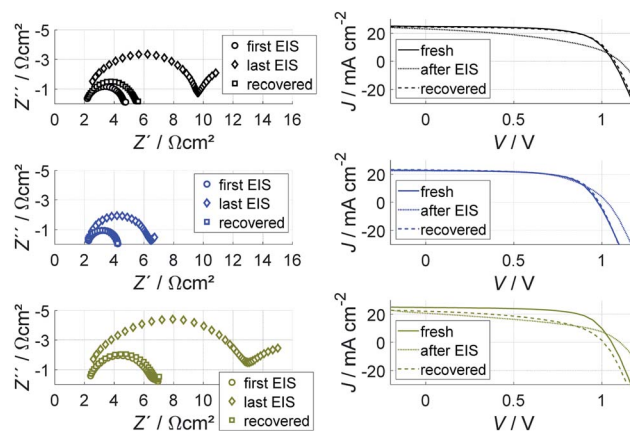 -5
-3
-1
Z´´ / Ωcm²
first EIS
last EIS
recovered
0 2 4 6 8 10 12 14 16
Z´ / Ωcm²
20
0
-20
J / mA cm-2
fresh
after EIS
recovered
0 0.5 1
V / V
-5
-3
-1
Z´´ / Ωcm²
first EIS
last EIS
recovered
0 2 4 6 8 10 12 14 16
Z´ / Ωcm²
20
0
-20
J / mA cm-2
fresh
after EIS
recovered
0 0.5 1
V / V
-5
-3
-1
Z´´ / Ωcm²
first EIS
last EIS
recovered
0 2 4 6 8 10 12 14 16
Z´ / Ωcm²
20
0
-20
J / mA cm-2
fresh
after EIS
recovered
0 0.5 1
V / V